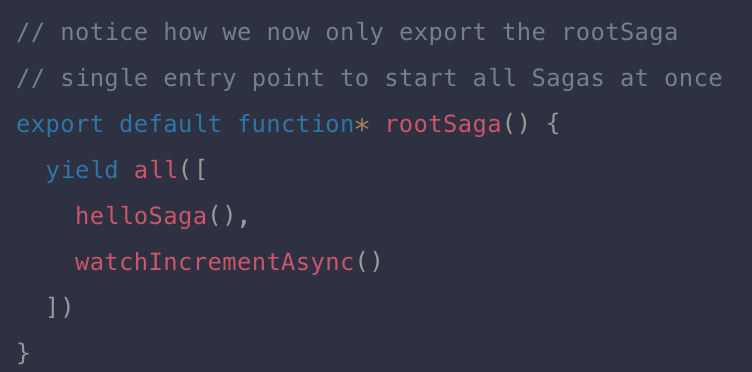 // notice how we now only export the rootSaga
// single entry point to start all Sagas at once
export default function* rootSaga() {
  yield all([
    helloSaga(),
    watchIncrementAsync()
  ])
}